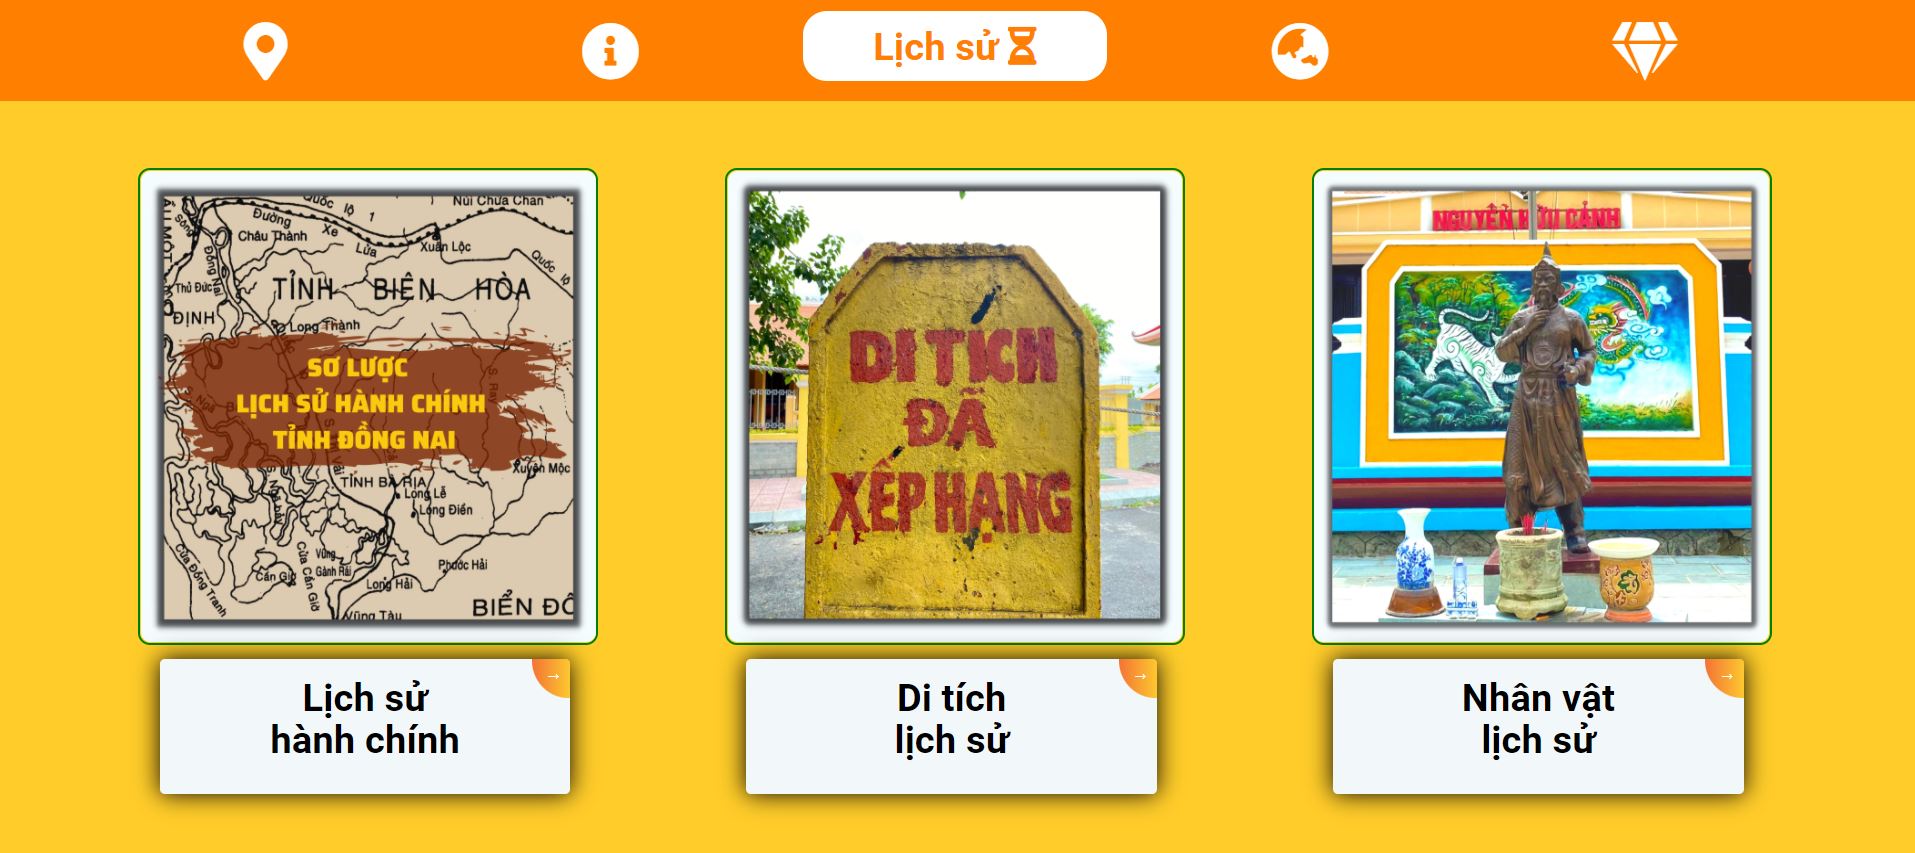 Lịch sử
Quốc lộ 1
Núi Chứa Chan
Đường Xe Lửa
Châu Thành
Xuân Lộc
Quốc lộ
Sông
Đồng Nai
Thủ Đức
TỈNH BIÊN HÒA
ĐỊNH
Long Thành
SƠ LƯỢC
LỊCH SỬ HÀNH CHÍNH
TỈNH ĐỒNG NAI
Xuyên Mộc
TỈNH BÀ RỊA
Long Lễ
Long Điền
Vũng
Gành Rái
Phước Hải
Cần Giờ
Cửa Cần Giờ
Long Hải
Cửa Đồng Tranh
BIỂN ĐÔ
Vũng Tàu
DI TÍCH
ĐÃ
XẾP HẠNG
NGUYỄN HỮU CẢNH
Lịch sử
hành chính
→
Di tích
lịch sử
→
Nhân vật
lịch sử
→